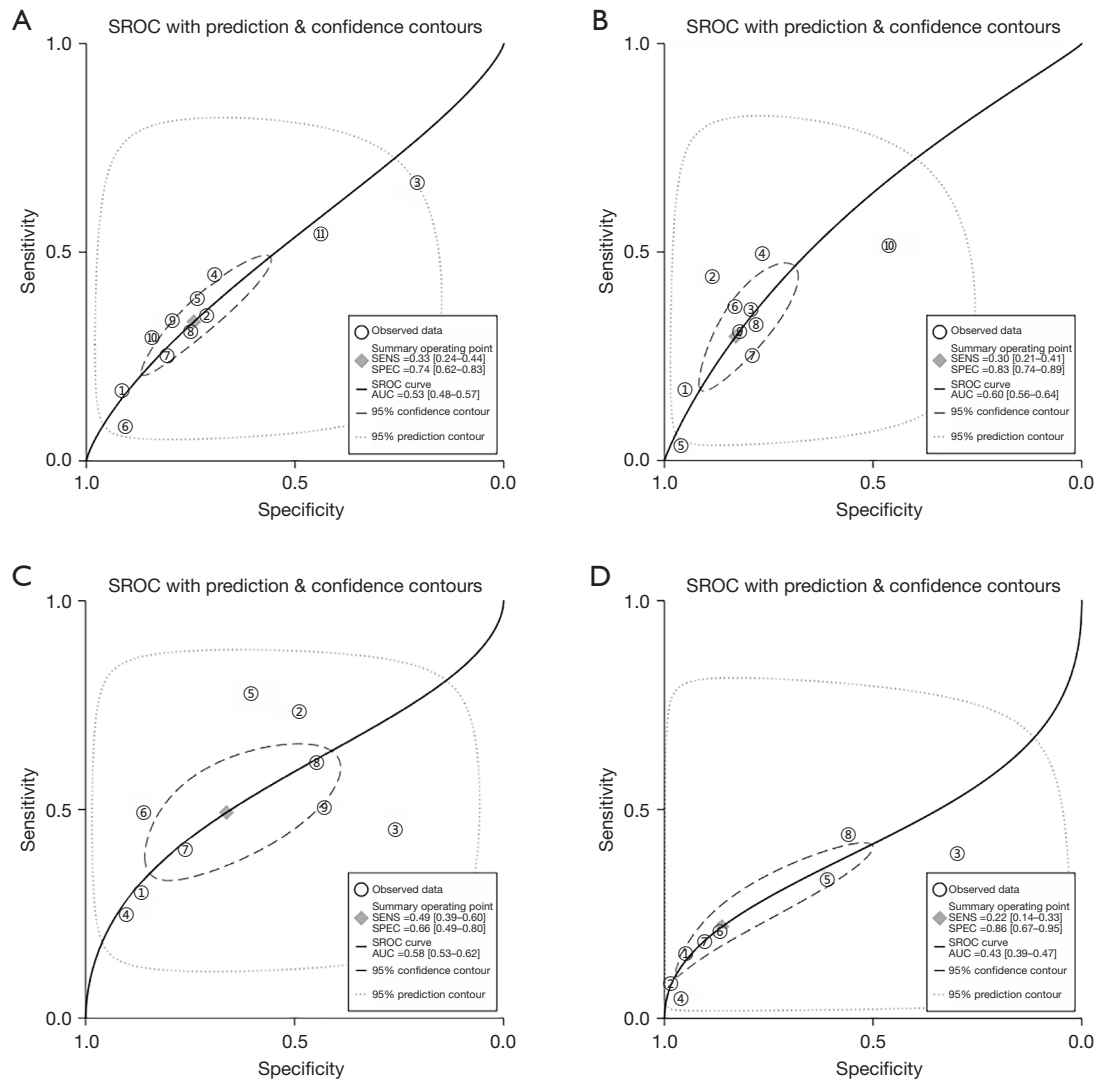 A
SROC with prediction & confidence contours
1.0
0.5
0.0
Sensitivity
1.0
0.5
0.0
Specificity
③
⑪
④
⑤
②
⑨
⑧
⑩
⑦
①
⑥
Observed data
Summary operating point
SENS =0.33 [0.24–0.44]
SPEC =0.74 [0.62–0.83]
SROC curve
AUC =0.53 [0.48–0.57]
95% confidence contour
95% prediction contour
B
SROC with prediction & confidence contours
1.0
0.5
0.0
Sensitivity
1.0
0.5
0.0
Specificity
⑩
④
②
⑥
③
⑧
⑨
⑦
①
⑤
Observed data
Summary operating point
SENS =0.30 [0.21–0.41]
SPEC =0.83 [0.74–0.89]
SROC curve
AUC =0.60 [0.56–0.64]
95% confidence contour
95% prediction contour
C
SROC with prediction & confidence contours
1.0
0.5
0.0
Sensitivity
1.0
0.5
0.0
Specificity
⑤
②
⑧
⑥
⑨
③
⑦
①
④
Observed data
Summary operating point
SENS =0.49 [0.39–0.60]
SPEC =0.66 [0.49–0.80]
SROC curve
AUC =0.58 [0.53–0.62]
95% confidence contour
95% prediction contour
D
SROC with prediction & confidence contours
1.0
0.5
0.0
Sensitivity
1.0
0.5
0.0
Specificity
⑧
③
⑤
⑥
⑦
①
②
④
Observed data
Summary operating point
SENS =0.22 [0.14–0.33]
SPEC =0.86 [0.67–0.95]
SROC curve
AUC =0.43 [0.39–0.47]
95% confidence contour
95% prediction contour